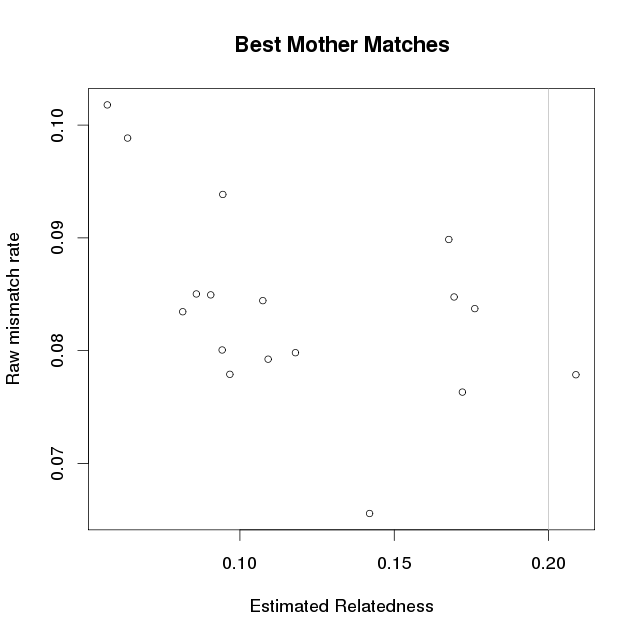 Best Mother Matches
Raw mismatch rate
0.10
0.09
0.08
0.07
0.10 0.15 0.20
Estimated Relatedness